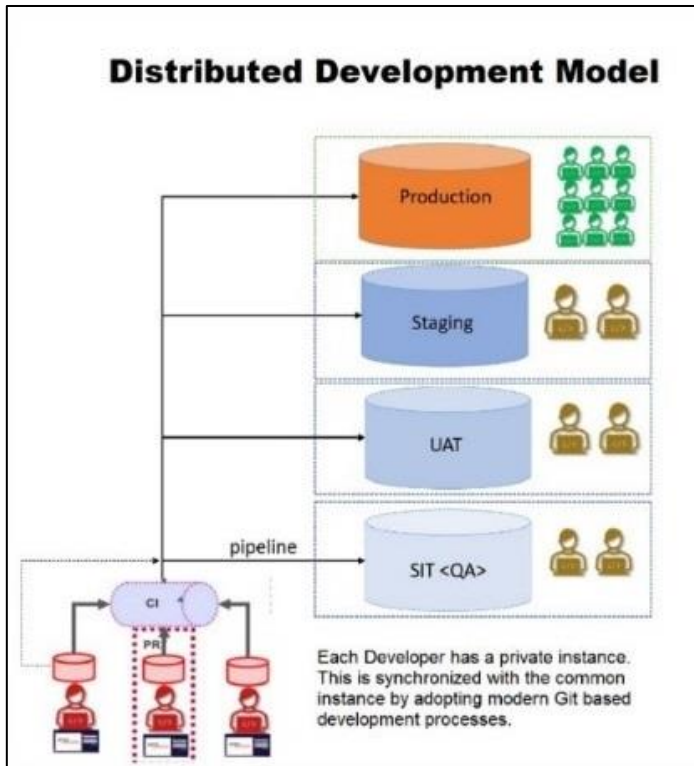 Distributed Development Model
Production
Staging
UAT
pipeline
SIT <QA>
CI
PR
Each Developer has a private instance.
This is synchronized with the common
instance by adopting modern Git based
development processes.